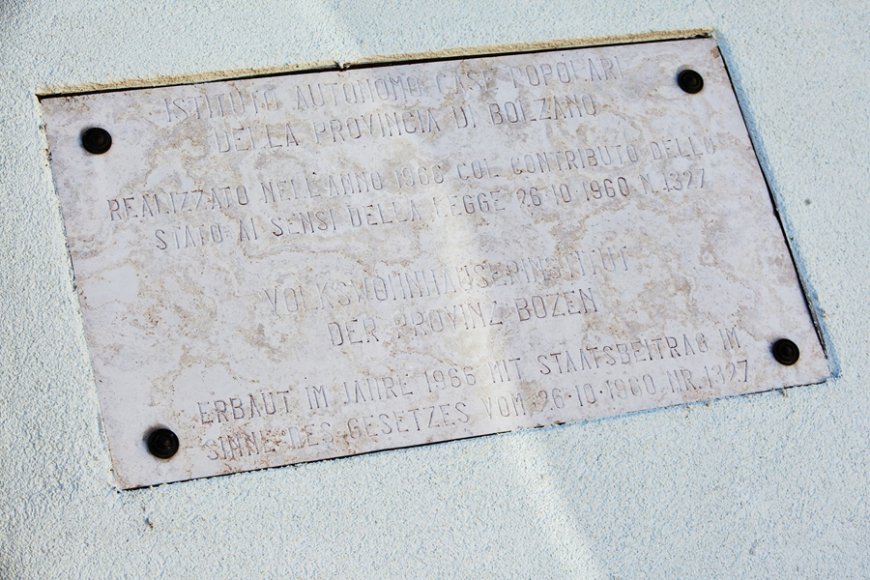 ISTITUTO AUTONOMO CASE POPOLARI
DELLA PROVINCIA DI BOLZANO
REALIZZATO NELL'ANNO 1966 COL CONTRIBUTO DELLO
STATO AI SENSI DELLA LEGGE 26·10·1960 N.1327
VOLKSWOHNHÄUSERINSTITUT
DER PROVINZ BOZEN
ERBAUT IM JAHRE 1966 MIT STAATSBEITRAG IM
SINNE DES GESETZES VOM 26·10·1960 NR.1327